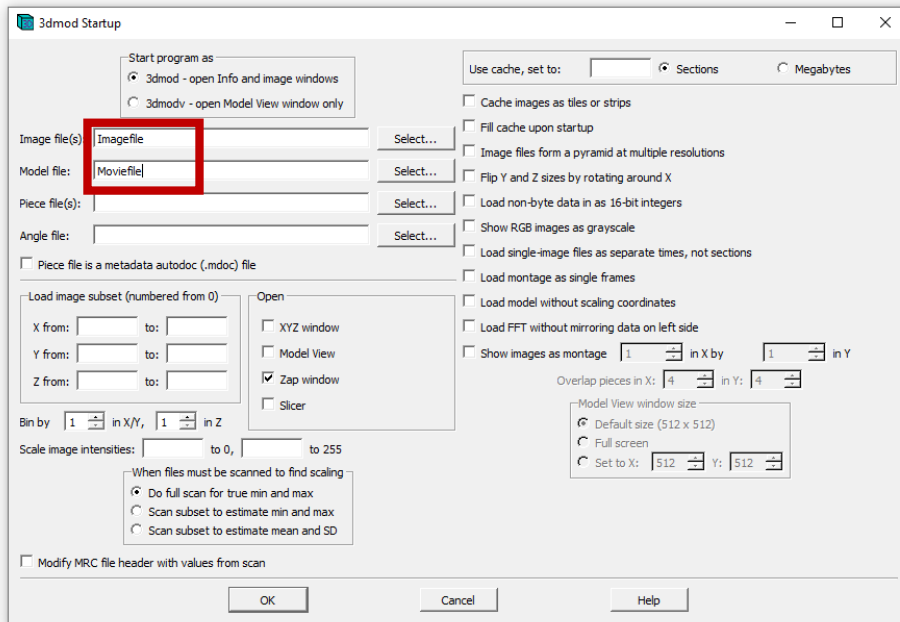 3dmod Startup
Start program as
3dmod - open Info and image windows
3dmodv - open Model View window only
Image file(s) Imagefile Select...
Model file: Moviefile Select...
Piece file(s): Select...
Angle file: Select...
Piece file is a metadata autodoc (.mdoc) file
Load image subset (numbered from 0)
X from: to:
Y from: to:
Z from: to:
Open
XYZ window
Model View
Zap window
Slicer
Bin by 1 in X/Y, 1 in Z
Scale image intensities: to 0, to 255
When files must be scanned to find scaling
Do full scan for true min and max
Scan subset to estimate min and max
Scan subset to estimate mean and SD
Modify MRC file header with values from scan
Use cache, set to: Sections Megabytes
Cache images as tiles or strips
Fill cache upon startup
Image files form a pyramid at multiple resolutions
Flip Y and Z sizes by rotating around X
Load non-byte data in as 16-bit integers
Show RGB images as grayscale
Load single-image files as separate times, not sections
Load montage as single frames
Load model without scaling coordinates
Load FFT without mirroring data on left side
Show images as montage 1 in X by 1 in Y
Overlap pieces in X: 4 in Y: 4
Model View window size
Default size (512 x 512)
Full screen
Set to X: 512 Y: 512
OK Cancel Help